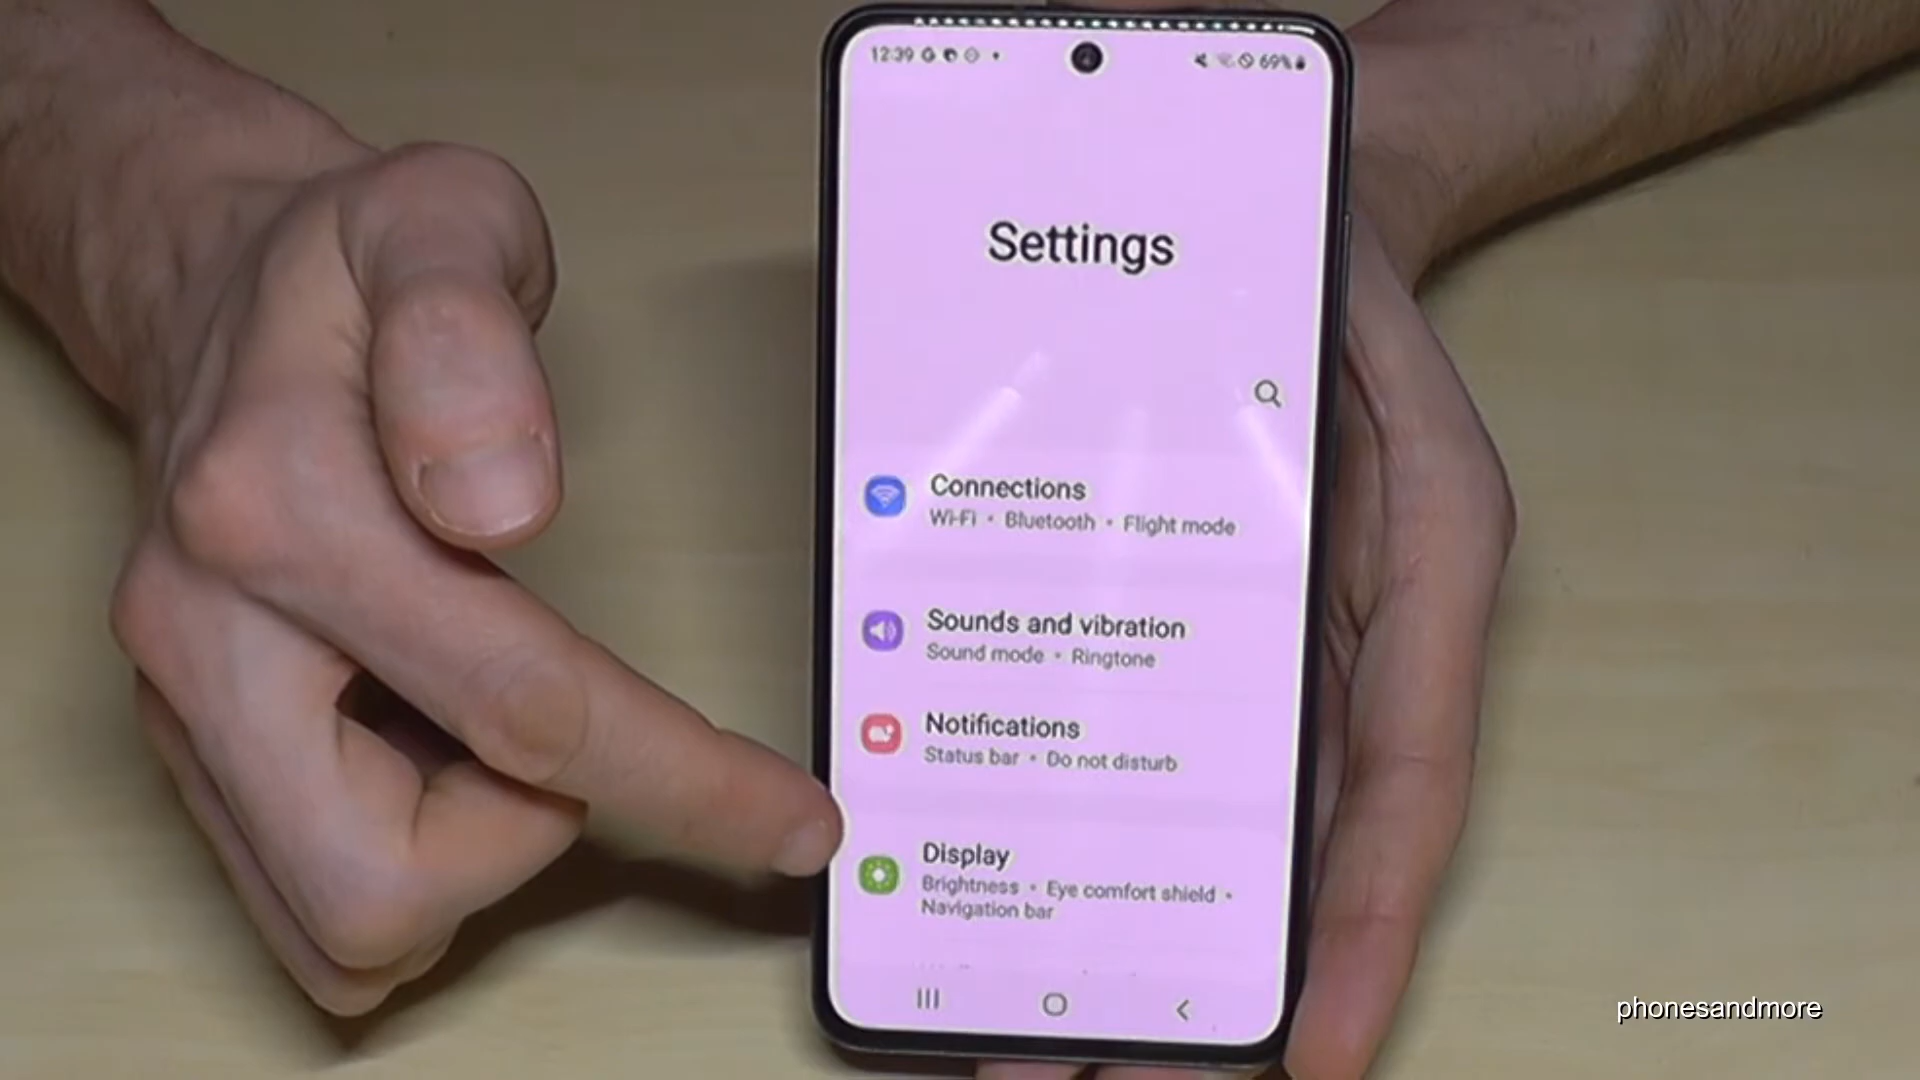 12:39
69%
Settings
Connections
Wi-Fi • Bluetooth • Flight mode
Sounds and vibration
Sound mode • Ringtone
Notifications
Status bar • Do not disturb
Display
Brightness • Eye comfort shield •
Navigation bar
phonesandmore